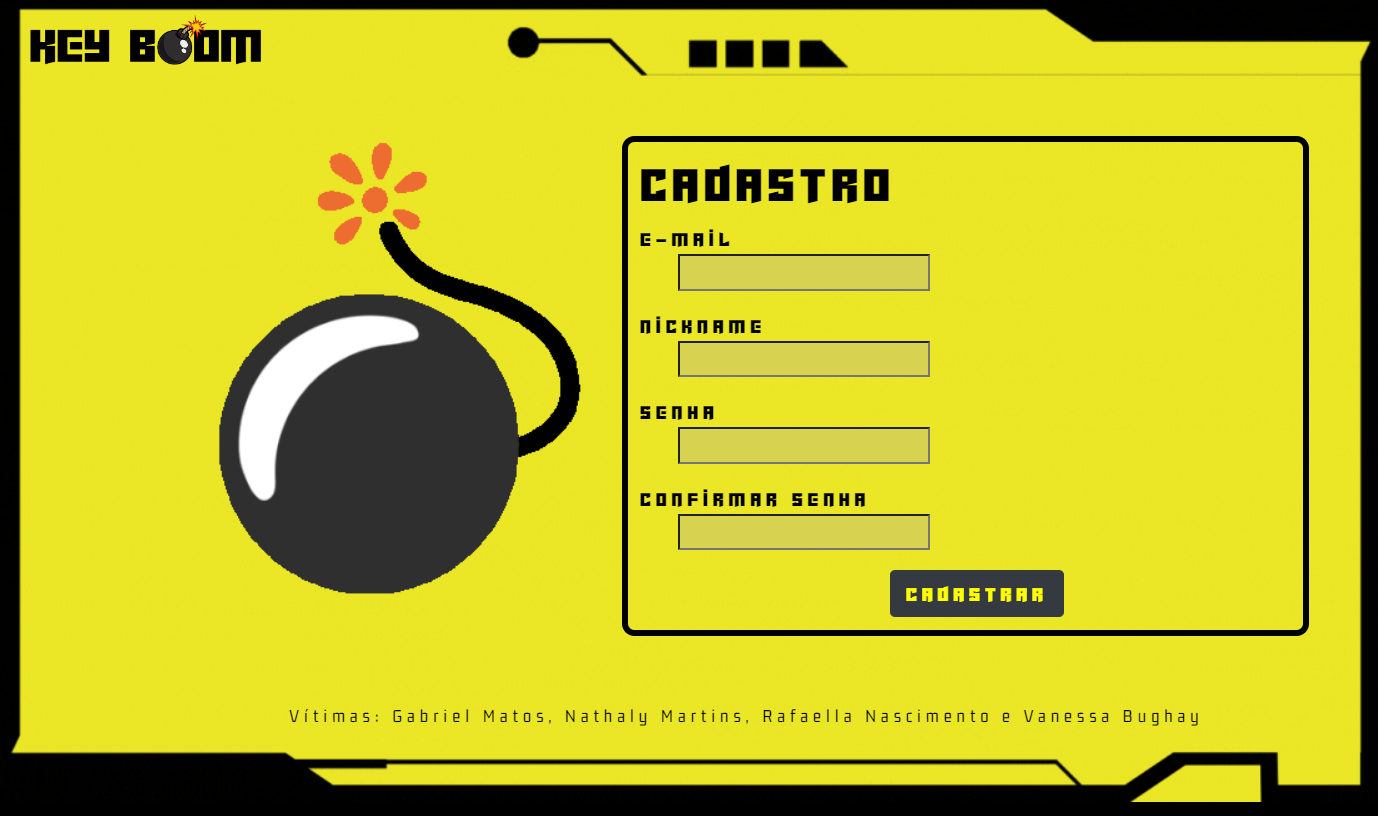 KEY BOOM
CADASTRO
E-MAIL
NICKNAME
SENHA
CONFIRMAR SENHA
CADASTRAR
Vítimas: Gabriel Matos, Nathaly Martins, Rafaella Nascimento e Vanessa Bughay